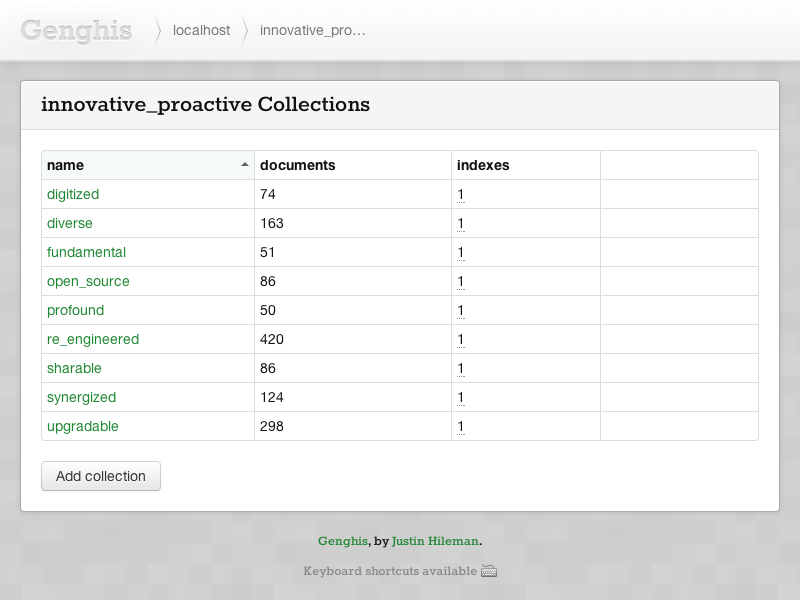 Genghis localhost innovative_pro...
innovative_proactive Collections
name documents indexes
digitized 74 1
diverse 163 1
fundamental 51 1
open_source 86 1
profound 50 1
re_engineered 420 1
sharable 86 1
synergized 124 1
upgradable 298 1
Add collection
Genghis, by Justin Hileman.
Keyboard shortcuts available